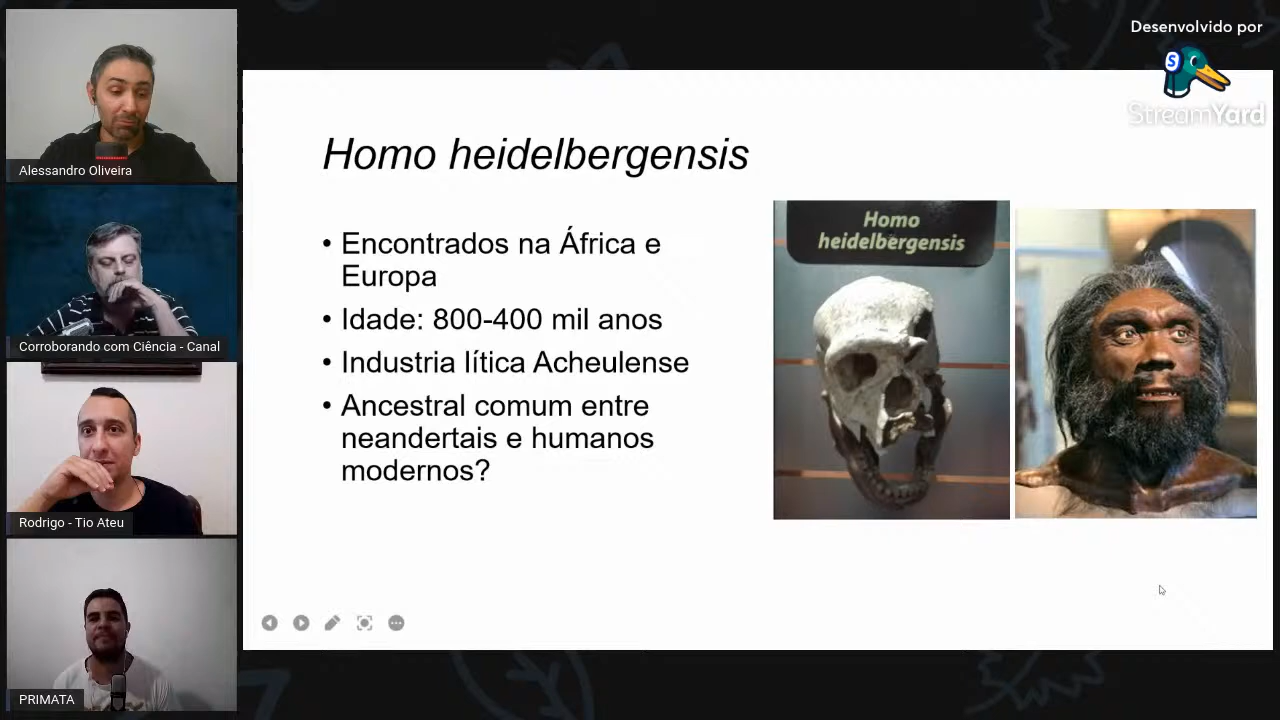 Desenvolvido por
StreamYard
Alessandro Oliveira
Corroborando com Ciência - Canal
Rodrigo - Tio Ateu
PRIMATA
Homo heidelbergensis
• Encontrados na África e
Europa
• Idade: 800-400 mil anos
• Industria lítica Acheulense
• Ancestral comum entre
neandertais e humanos
modernos?
Homo
heidelbergensis